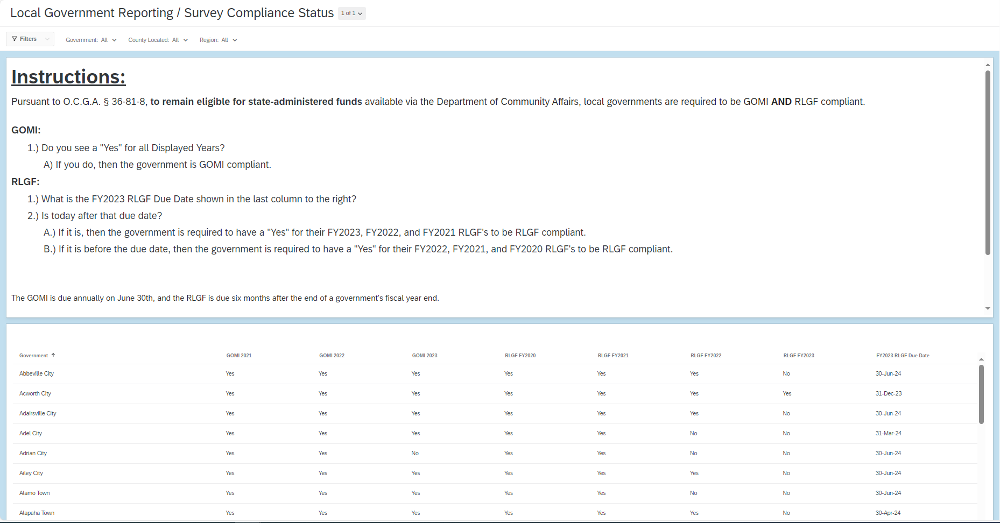 Local Government Reporting / Survey Compliance Status 1 of 1
Filters Government: All County Located: All Region: All
Instructions:
Pursuant to O.C.G.A. § 36-81-8, to remain eligible for state-administered funds available via the Department of Community Affairs, local governments are required to be GOMI AND RLGF compliant.
GOMI:
1.) Do you see a "Yes" for all Displayed Years?
A) If you do, then the government is GOMI compliant.
RLGF:
1.) What is the FY2023 RLGF Due Date shown in the last column to the right?
2.) Is today after that due date?
A.) If it is, then the government is required to have a "Yes" for their FY2023, FY2022, and FY2021 RLGF's to be RLGF compliant.
B.) If it is before the due date, then the government is required to have a "Yes" for their FY2022, FY2021, and FY2020 RLGF's to be RLGF compliant.
The GOMI is due annually on June 30th, and the RLGF is due six months after the end of a government's fiscal year end.
Government GOMI 2021 GOMI 2022 GOMI 2023 RLGF FY2020 RLGF FY2021 RLGF FY2022 RLGF FY2023 FY2023 RLGF Due Date
Abbeville City Yes Yes Yes Yes Yes Yes No 30-Jun-24
Acworth City Yes Yes Yes Yes Yes Yes Yes 31-Dec-23
Adairsville City Yes Yes Yes Yes Yes Yes No 30-Jun-24
Adel City Yes Yes Yes Yes Yes No No 31-Mar-24
Adrian City Yes Yes No Yes Yes No No 30-Jun-24
Ailey City Yes Yes Yes Yes Yes Yes No 30-Jun-24
Alamo Town Yes Yes Yes Yes Yes No No 30-Jun-24
Alapaha Town Yes Yes Yes Yes Yes Yes No 30-Apr-24